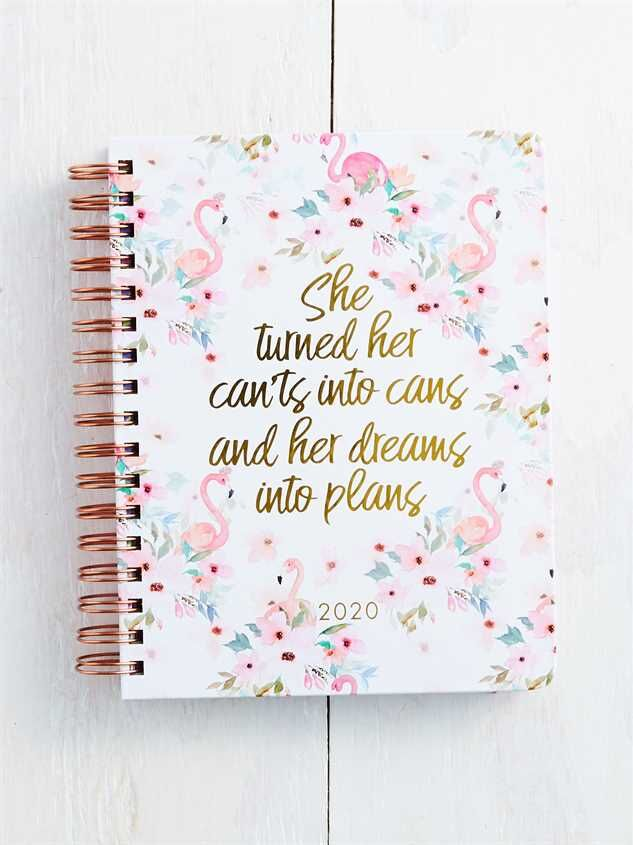 She
turned her
can'ts into cans
and her dreams
into plans
2020